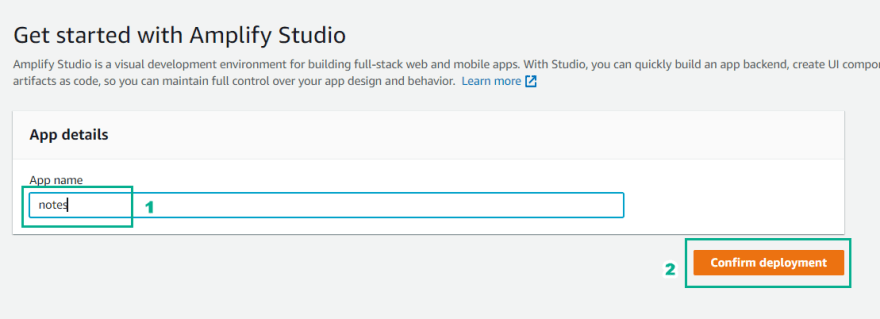 Get started with Amplify Studio
Amplify Studio is a visual development environment for building full-stack web and mobile apps. With Studio, you can quickly build an app backend, create UI compo
artifacts as code, so you can maintain full control over your app design and behavior. Learn more
App details
App name
notes
1
Confirm deployment
2